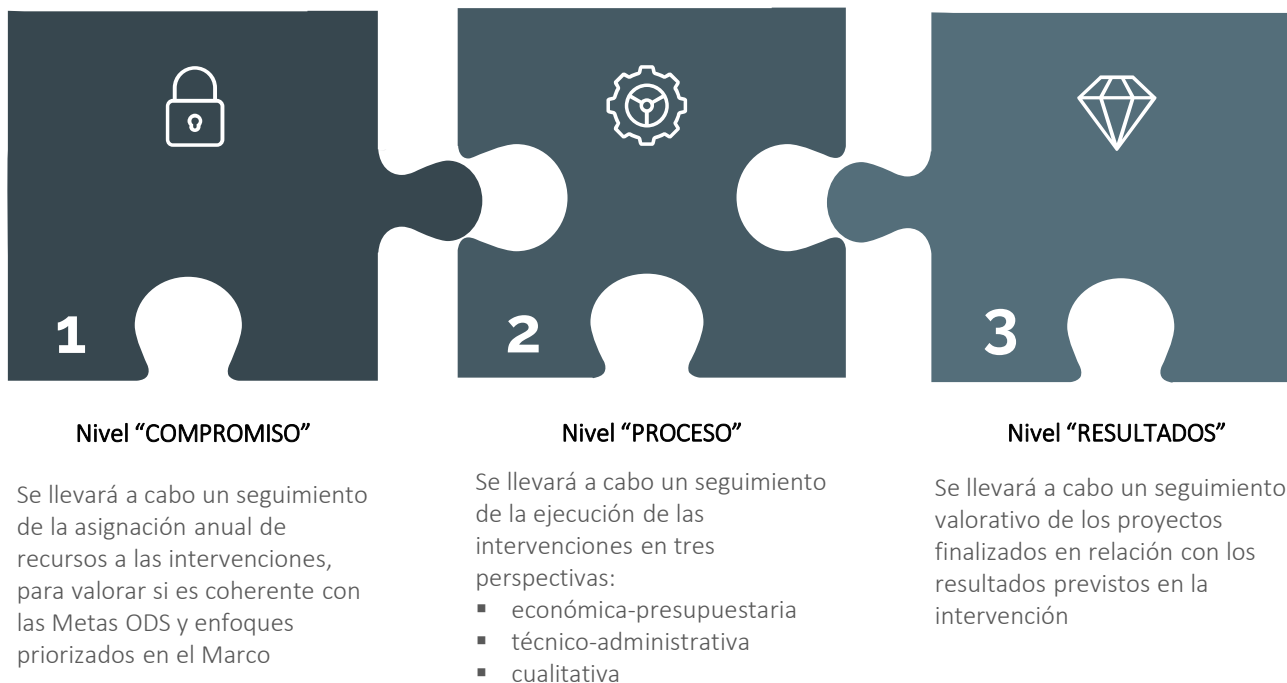 1
Nivel “COMPROMISO”
Se llevará a cabo un seguimiento
de la asignación anual de
recursos a las intervenciones,
para valorar si es coherente con
las Metas ODS y enfoques
priorizados en el Marco
2
Nivel “PROCESO”
Se llevará a cabo un seguimiento
de la ejecución de las
intervenciones en tres
perspectivas:
▪ económica-presupuestaria
▪ técnico-administrativa
▪ cualitativa
3
Nivel “RESULTADOS”
Se llevará a cabo un seguimiento
valorativo de los proyectos
finalizados en relación con los
resultados previstos en la
intervención